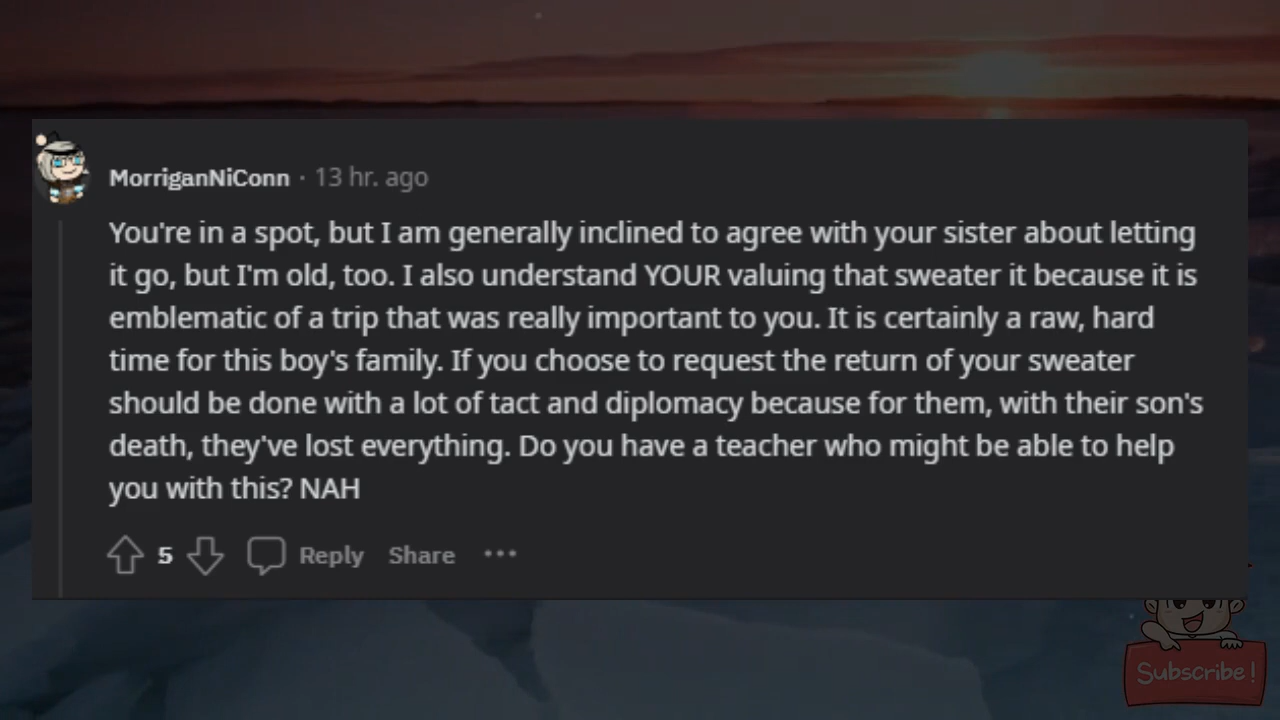 MorriganNiConn · 13 hr. ago
You're in a spot, but I am generally inclined to agree with your sister about letting
it go, but I'm old, too. I also understand YOUR valuing that sweater it because it is
emblematic of a trip that was really important to you. It is certainly a raw, hard
time for this boy's family. If you choose to request the return of your sweater
should be done with a lot of tact and diplomacy because for them, with their son's
death, they've lost everything. Do you have a teacher who might be able to help
you with this? NAH
5 Reply Share ···
Subscribe!